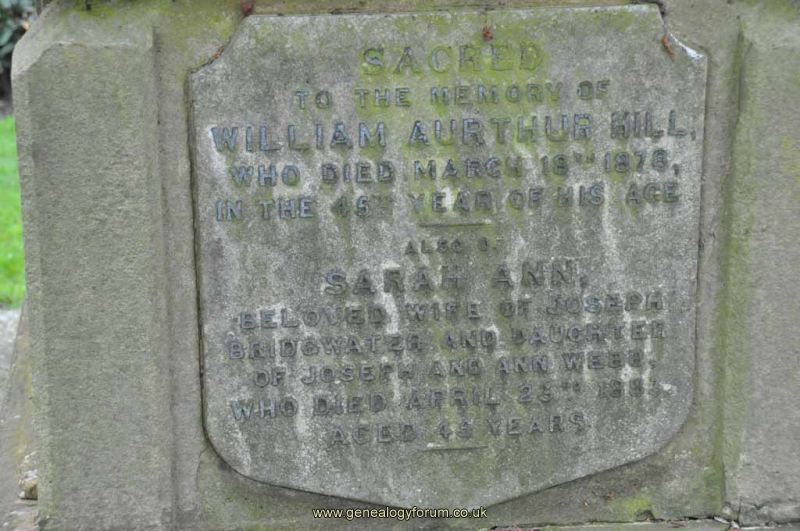 SACRED
TO THE MEMORY OF
WILLIAM AURTHUR HILL,
WHO DIED MARCH 18TH 1878,
IN THE 45TH YEAR OF HIS AGE
ALSO OF
SARAH ANN,
BELOVED WIFE OF JOSEPH
BRIDGWATER AND DAUGHTER
OF JOSEPH AND ANN WEBB,
WHO DIED APRIL 23RD
AGED 45 YEARS
www.genealogyforum.co.uk